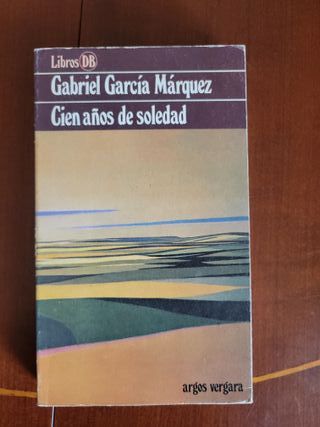 Libros DB
Gabriel García Márquez
Cien años de soledad
argos vergara